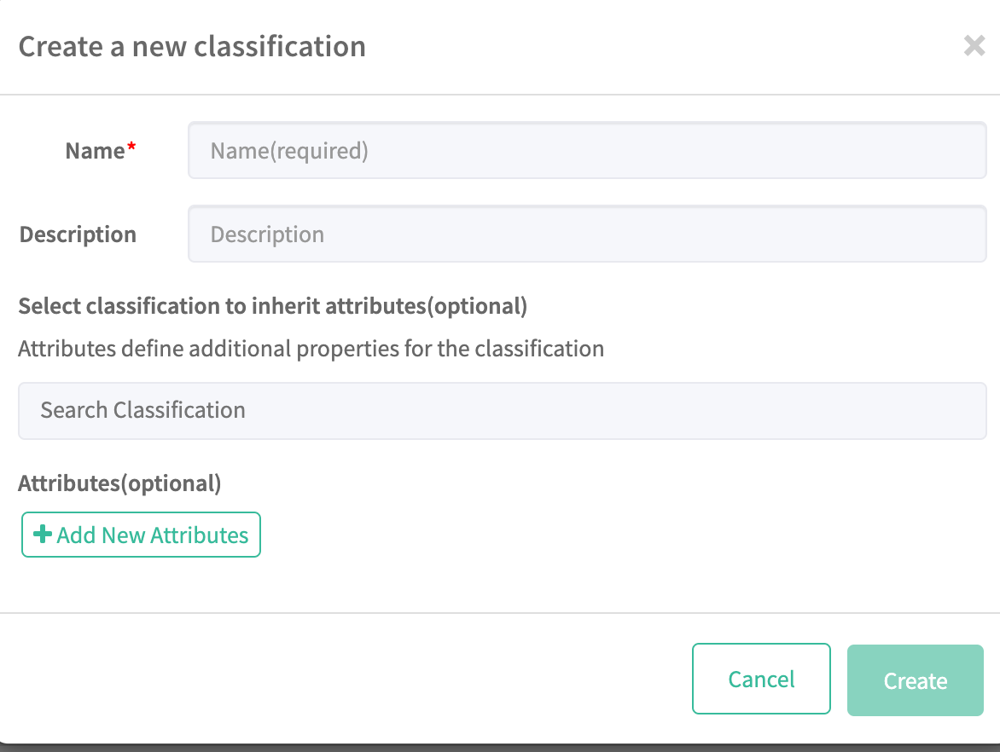 Create a new classification
Name*
Name(required)
Description
Description
Select classification to inherit attributes(optional)
Attributes define additional properties for the classification
Search Classification
Attributes(optional)
Add New Attributes
Cancel
Create